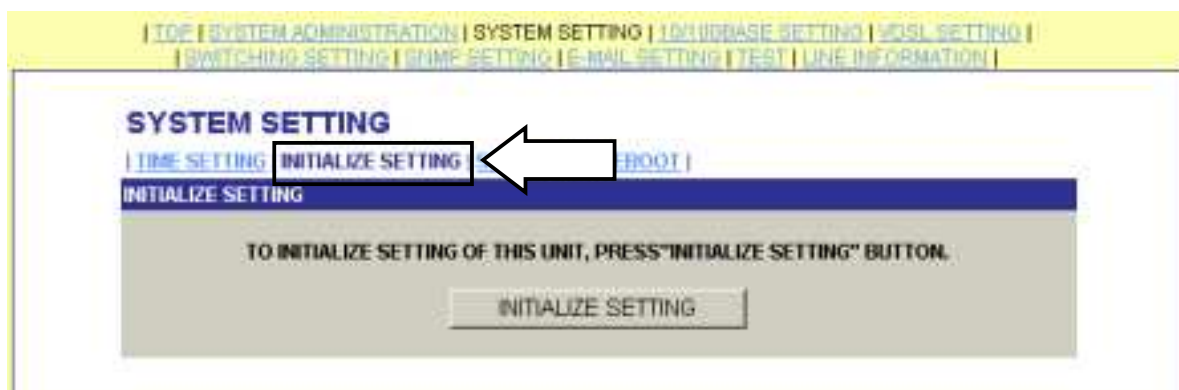 | TOP | SYSTEM ADMINISTRATION | SYSTEM SETTING | 10/100BASE SETTING | VDSL SETTING |
| SWITCHING SETTING | SNMP SETTING | E-MAIL SETTING | TEST | LINE INFORMATION |
SYSTEM SETTING
| TIME SETTING INITIALIZE SETTING | EBOOT |
INITIALIZE SETTING
TO INITIALIZE SETTING OF THIS UNIT, PRESS"INITIALIZE SETTING" BUTTON.
INITIALIZE SETTING